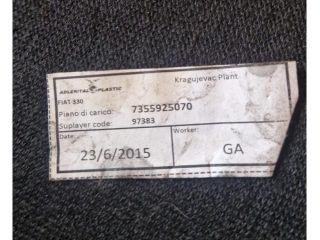 ADLERITAL PLASTIC
Kragujevac Plant
FIAT 330
Piano di carico: 7355925070
Suplayer code: 97383
Date: Worker:
23/6/2015 GA